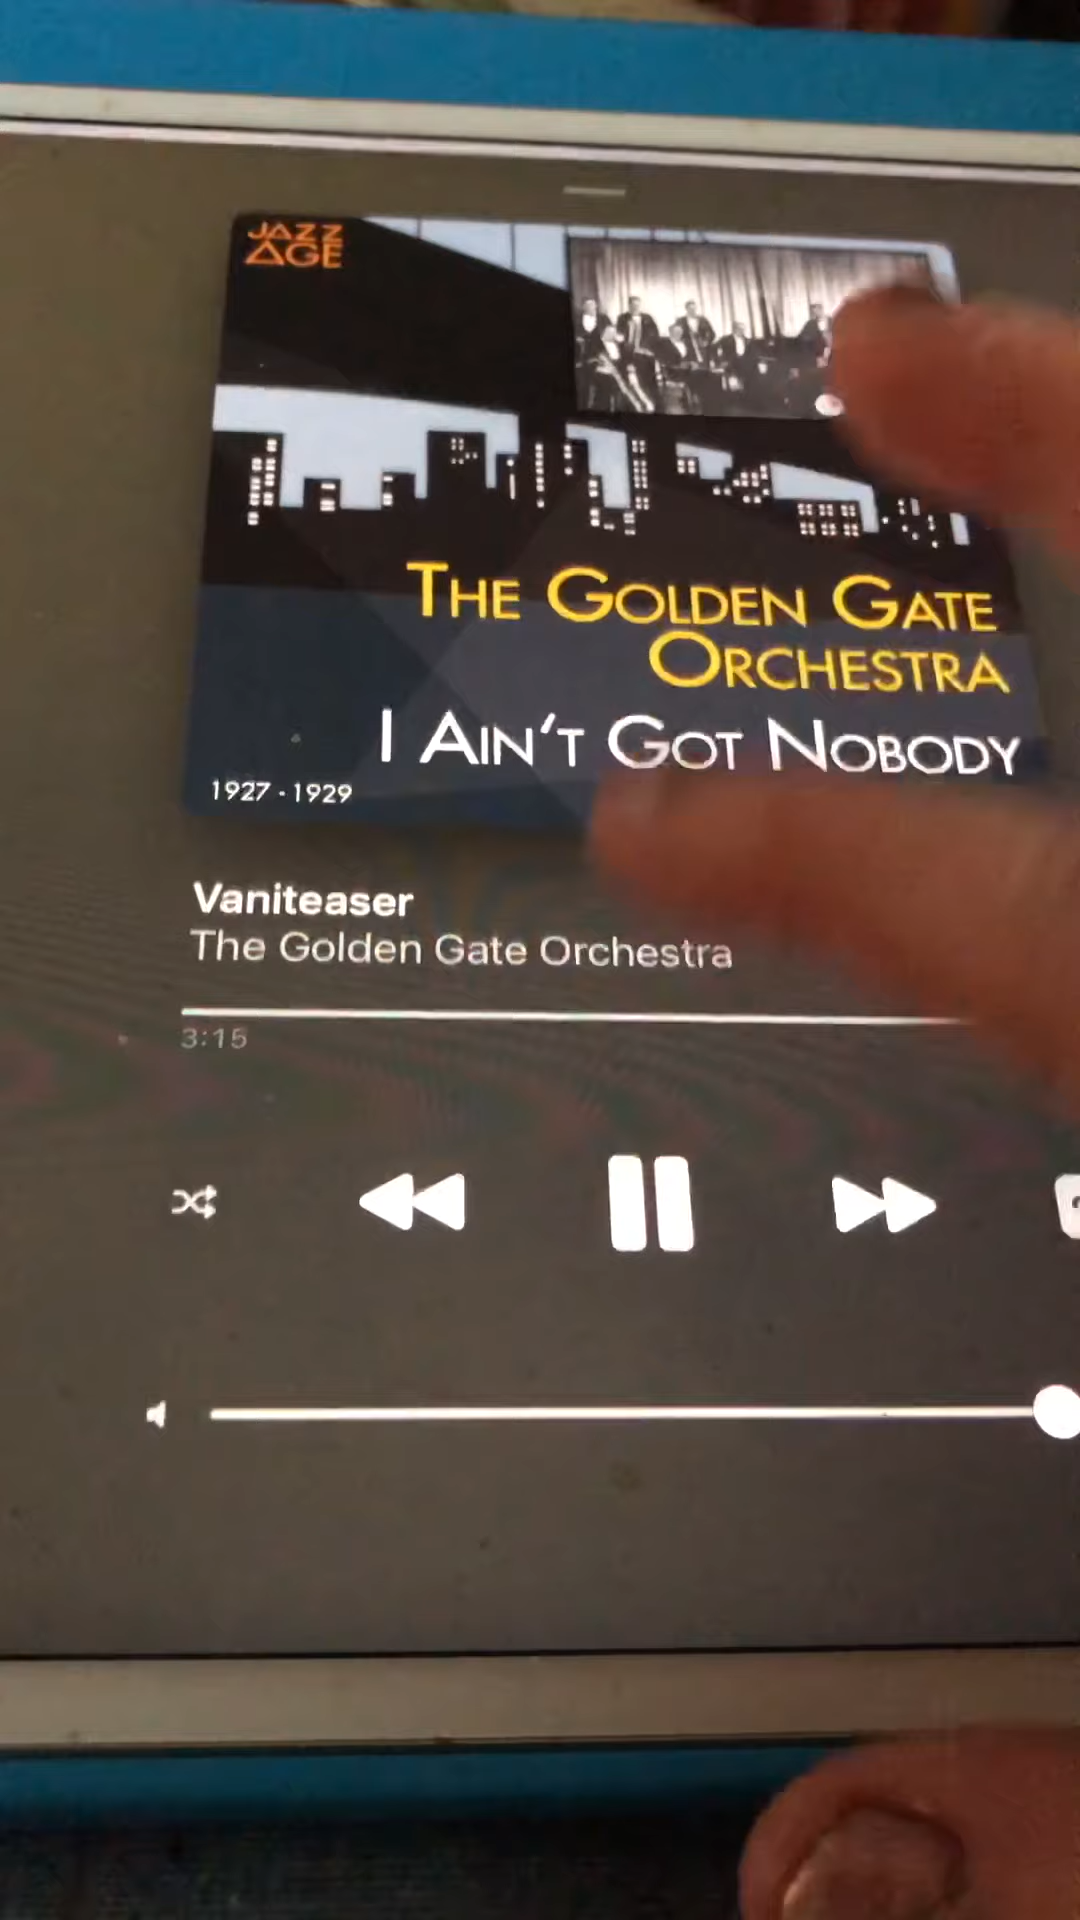 JAZZ
AGE
THE GOLDEN GATE
ORCHESTRA
I AIN'T GOT NOBODY
1927 - 1929
Vaniteaser
The Golden Gate Orchestra
3:15